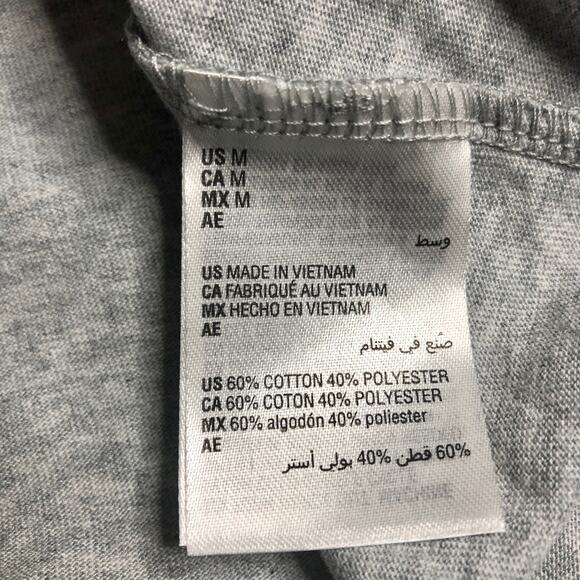 US M
CA M
MX M
AE
وسط
US MADE IN VIETNAM
CA FABRIQUÉ AU VIETNAM
MX HECHO EN VIETNAM
AE
صُنع في فيتنام
US 60% COTTON 40% POLYESTER
CA 60% COTON 40% POLYESTER
MX 60% algodón 40% poliester
AE
60% قطن 40% بولي أستر